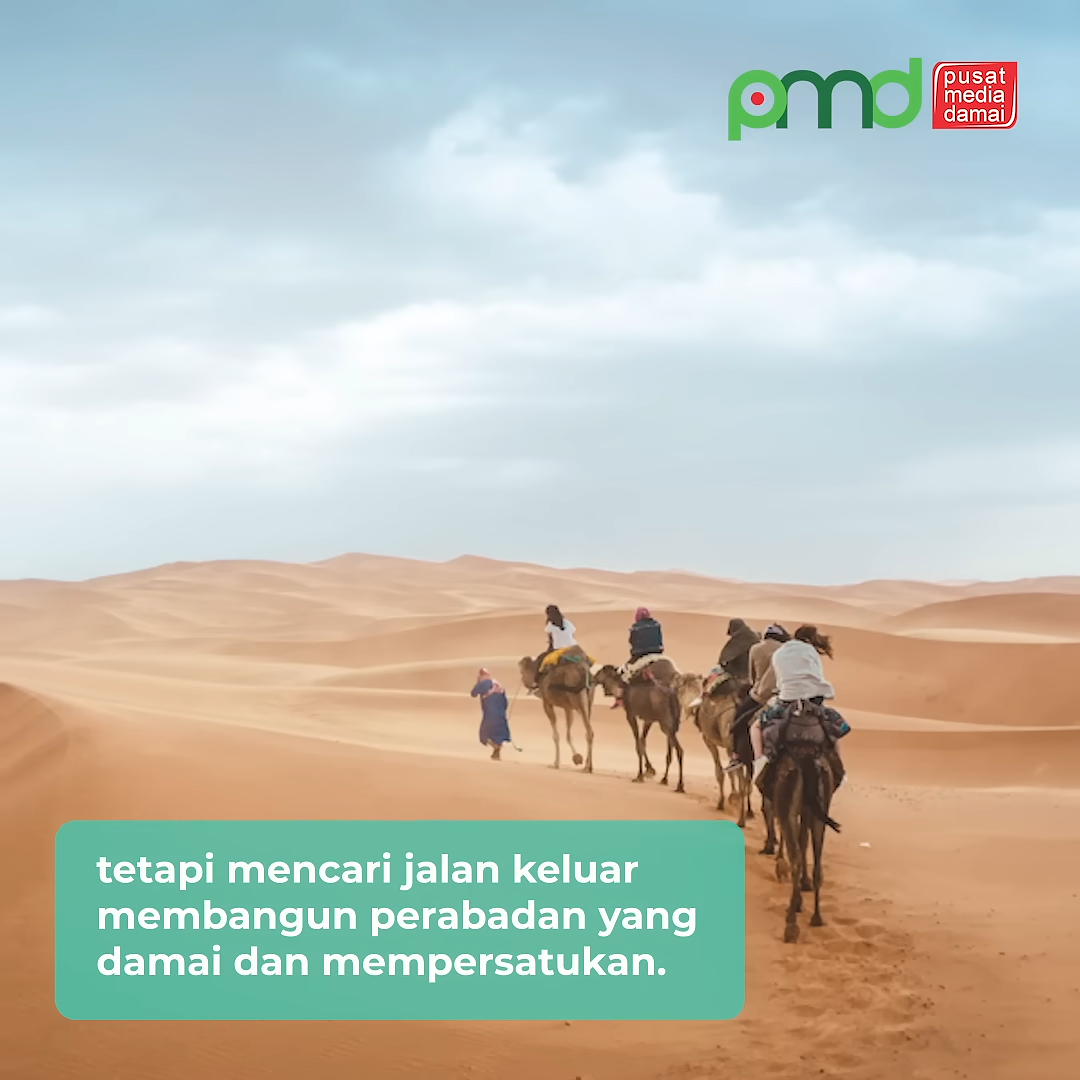 pmd
pusat
media
damai
tetapi mencari jalan keluar
membangun perabadan yang
damai dan mempersatukan.